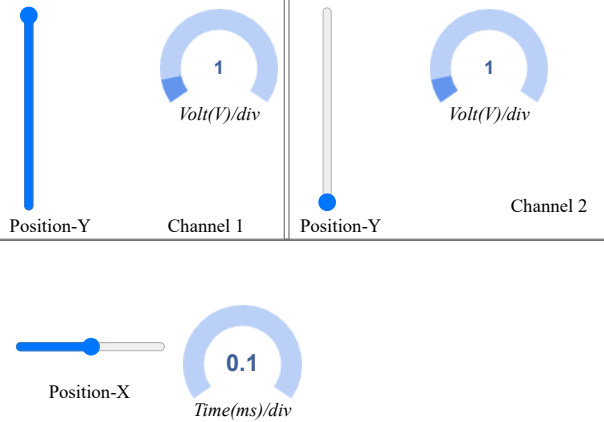 1
Volt(V)/div
Position-Y
Channel 1
1
Volt(V)/div
Position-Y
Channel 2
0.1
Position-X
Time(ms)/div